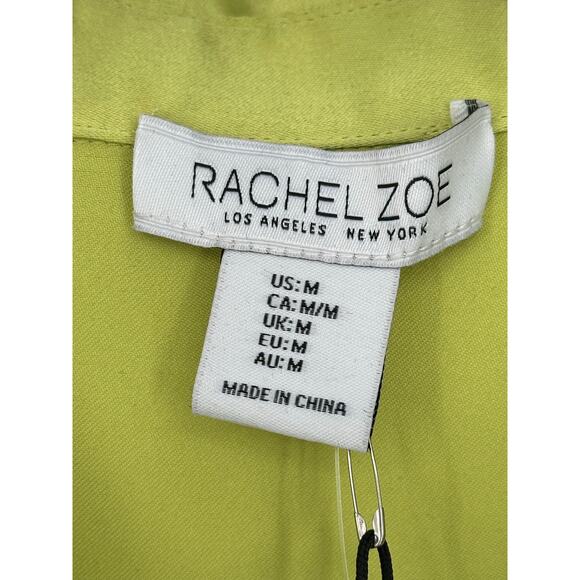 RACHEL ZOE
LOS ANGELES NEW YORK
US: M
CA: M/M
UK: M
EU: M
AU: M
MADE IN CHINA